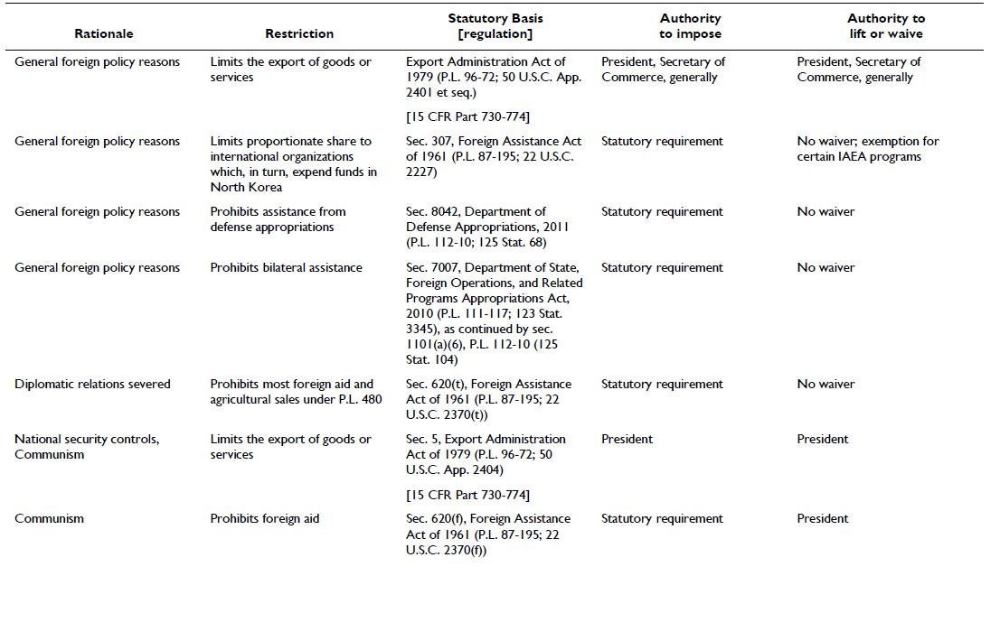 Rationale
Restriction
Statutory Basis
[regulation]
Authority
to impose
Authority to
lift or waive
General foreign policy reasons
Limits the export of goods or
services
Export Administration Act of
1979 (P.L. 96-72; 50 U.S.C. App.
2401 et seq.)
[15 CFR Part 730-774]
President, Secretary of
Commerce, generally
President, Secretary of
Commerce, generally
General foreign policy reasons
Limits proportionate share to
international organizations
which, in turn, expend funds in
North Korea
Sec. 307, Foreign Assistance Act
of 1961 (P.L. 87-195; 22 U.S.C.
2227)
Statutory requirement
No waiver; exemption for
certain IAEA programs
General foreign policy reasons
Prohibits assistance from
defense appropriations
Sec. 8042, Department of
Defense Appropriations, 2011
(P.L. 112-10; 125 Stat. 68)
Statutory requirement
No waiver
General foreign policy reasons
Prohibits bilateral assistance
Sec. 7007, Department of State,
Foreign Operations, and Related
Programs Appropriations Act,
2010 (P.L. 111-117; 123 Stat.
3345), as continued by sec.
1101(a)(6), P.L. 112-10 (125
Stat. 104)
Statutory requirement
No waiver
Diplomatic relations severed
Prohibits most foreign aid and
agricultural sales under P.L. 480
Sec. 620(t), Foreign Assistance
Act of 1961 (P.L. 87-195; 22
U.S.C. 2370(t))
Statutory requirement
No waiver
National security controls,
Communism
Limits the export of goods or
services
Sec. 5, Export Administration
Act of 1979 (P.L. 96-72; 50
U.S.C. App. 2404)
[15 CFR Part 730-774]
President
President
Communism
Prohibits foreign aid
Sec. 620(f), Foreign Assistance
Act of 1961 (P.L. 87-195; 22
U.S.C. 2370(f))
Statutory requirement
President